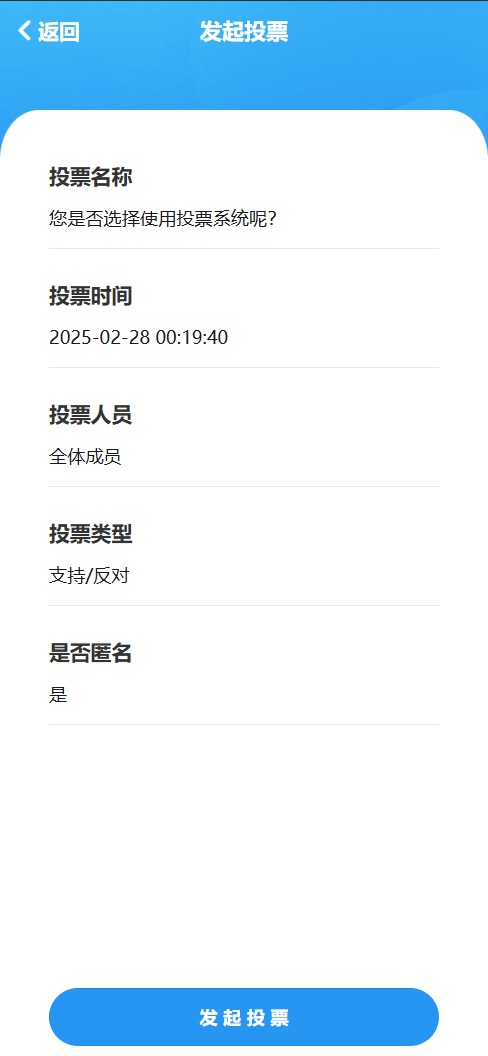 返回
发起投票
投票名称
您是否选择使用投票系统呢?
投票时间
2025-02-28 00:19:40
投票人员
全体成员
投票类型
支持/反对
是否匿名
是
发起投票